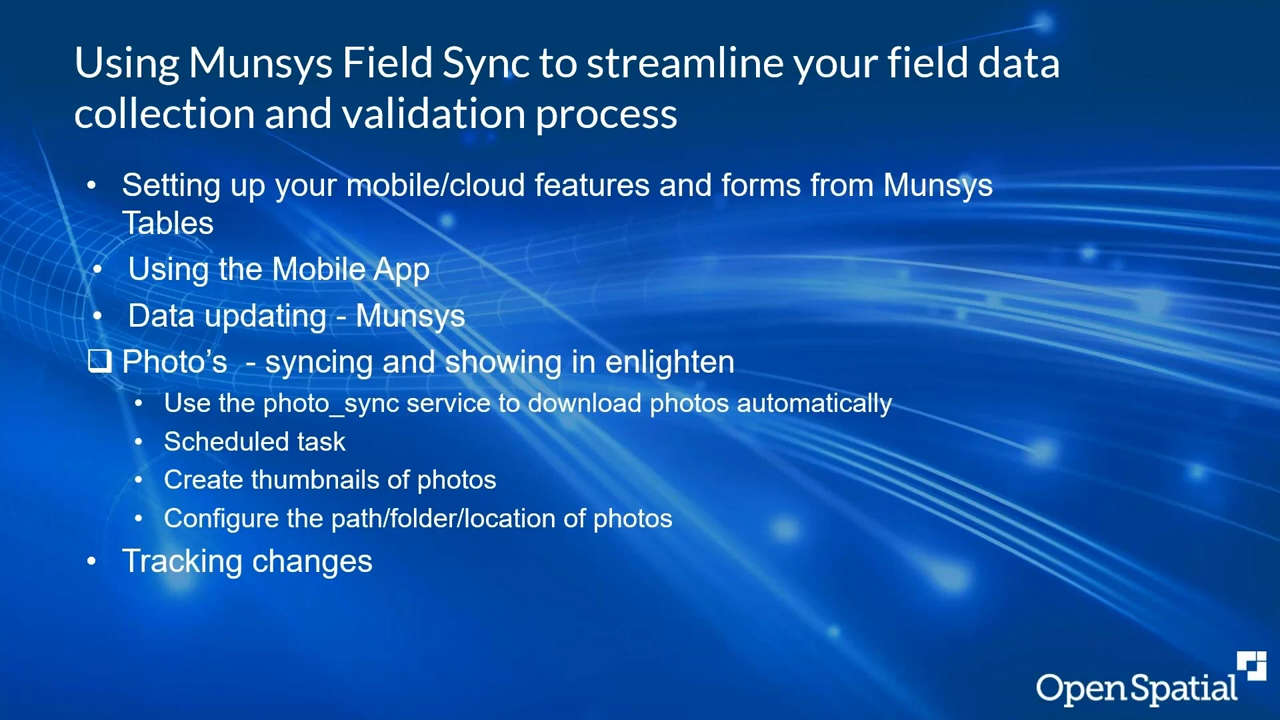 Using Munsys Field Sync to streamline your field data
collection and validation process
• Setting up your mobile/cloud features and forms from Munsys
Tables
• Using the Mobile App
• Data updating - Munsys
❑ Photo’s - syncing and showing in enlighten
• Use the photo_sync service to download photos automatically
• Scheduled task
• Create thumbnails of photos
• Configure the path/folder/location of photos
• Tracking changes
Open Spatial